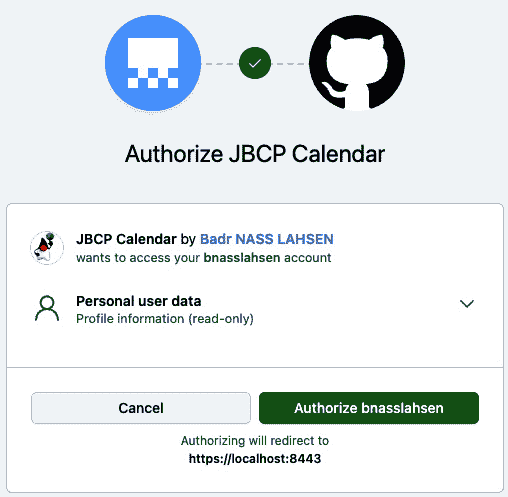 Authorize JBCP Calendar
JBCP Calendar by Badr NASS LAHSEN
wants to access your bnasslahsen account
Personal user data
Profile information (read-only)
Cancel
Authorize bnasslahsen
Authorizing will redirect to
https://localhost:8443